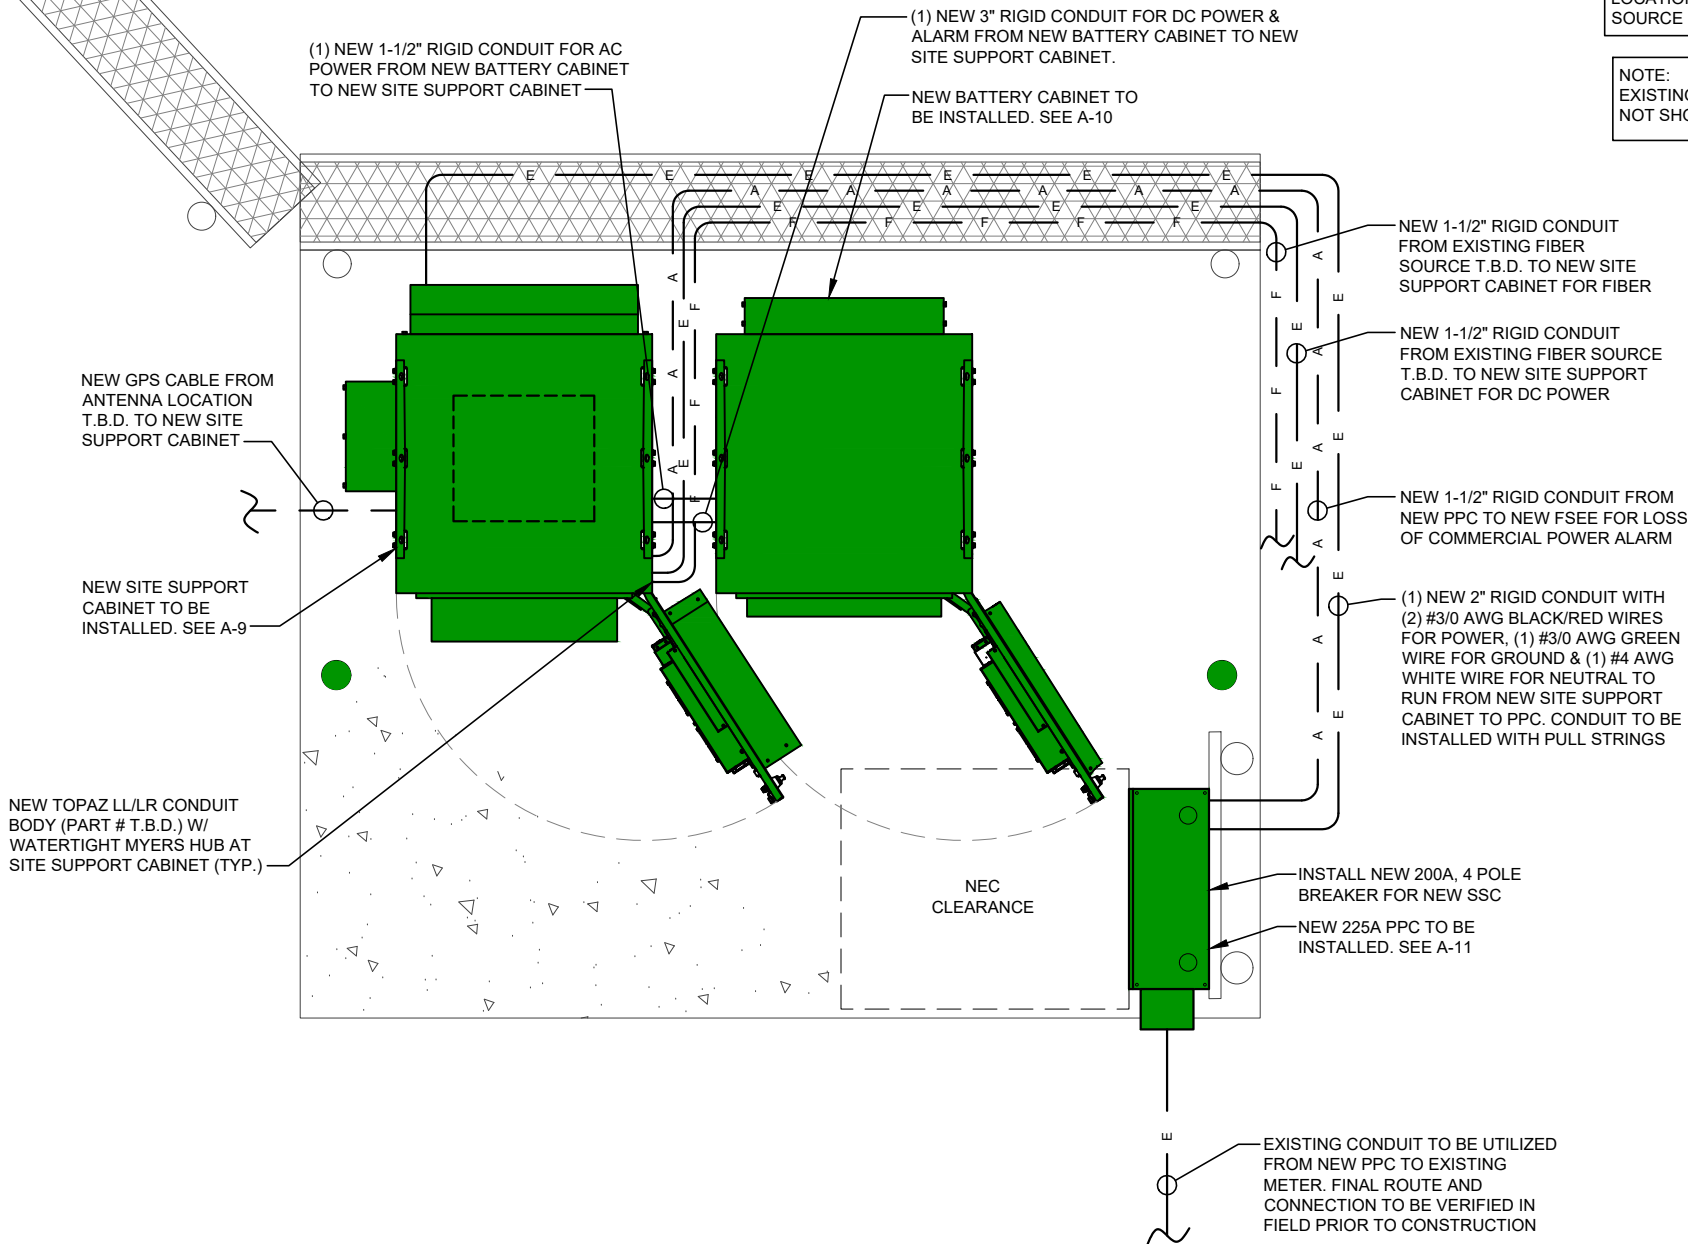 (1) NEW 3" RIGID CONDUIT FOR DC POWER &
ALARM FROM NEW BATTERY CABINET TO NEW
SITE SUPPORT CABINET.
(1) NEW 1-1/2" RIGID CONDUIT FOR AC
POWER FROM NEW BATTERY CABINET
TO NEW SITE SUPPORT CABINET
NEW BATTERY CABINET TO
BE INSTALLED. SEE A-10
SOURCE
NOTE:
EXISTING
NOT SHO
E E E E E E
A A A A A A
E E E E
F F F F F
NEW 1-1/2" RIGID CONDUIT
FROM EXISTING FIBER
SOURCE T.B.D. TO NEW SITE
SUPPORT CABINET FOR FIBER
NEW 1-1/2" RIGID CONDUIT
FROM EXISTING FIBER SOURCE
T.B.D. TO NEW SITE SUPPORT
CABINET FOR DC POWER
NEW GPS CABLE FROM
ANTENNA LOCATION
T.B.D. TO NEW SITE
SUPPORT CABINET
A A A
E E
F F F
F F F
E E
A A A A A A
E E E E
NEW 1-1/2" RIGID CONDUIT FROM
NEW PPC TO NEW FSEE FOR LOSS
OF COMMERCIAL POWER ALARM
NEW SITE SUPPORT
CABINET TO BE
INSTALLED. SEE A-9
(1) NEW 2" RIGID CONDUIT WITH
(2) #3/0 AWG BLACK/RED WIRES
FOR POWER, (1) #3/0 AWG GREEN
WIRE FOR GROUND & (1) #4 AWG
WHITE WIRE FOR NEUTRAL TO
RUN FROM NEW SITE SUPPORT
CABINET TO PPC. CONDUIT TO BE
INSTALLED WITH PULL STRINGS
NEW TOPAZ LL/LR CONDUIT
BODY (PART # T.B.D.) W/
WATERTIGHT MYERS HUB AT
SITE SUPPORT CABINET (TYP.)
NEC
CLEARANCE
INSTALL NEW 200A, 4 POLE
BREAKER FOR NEW SSC
NEW 225A PPC TO BE
INSTALLED. SEE A-11
E
EXISTING CONDUIT TO BE UTILIZED
FROM NEW PPC TO EXISTING
METER. FINAL ROUTE AND
CONNECTION TO BE VERIFIED IN
FIELD PRIOR TO CONSTRUCTION